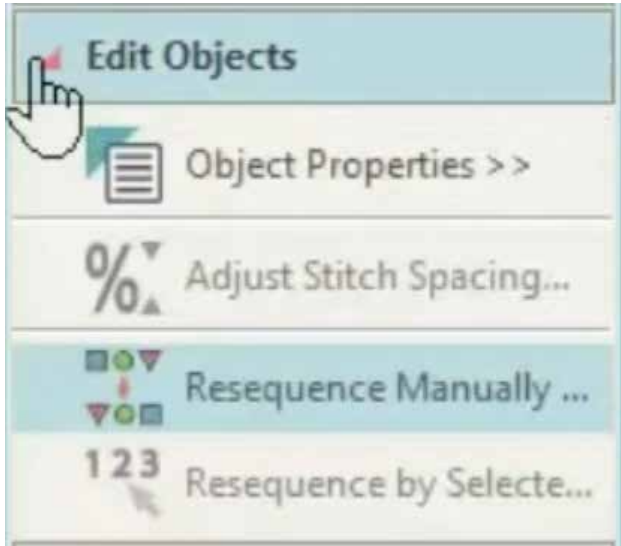 Edit Objects
Object Properties >>
% Adjust Stitch Spacing...
Resequence Manually ...
123 Resequence by Selecte...